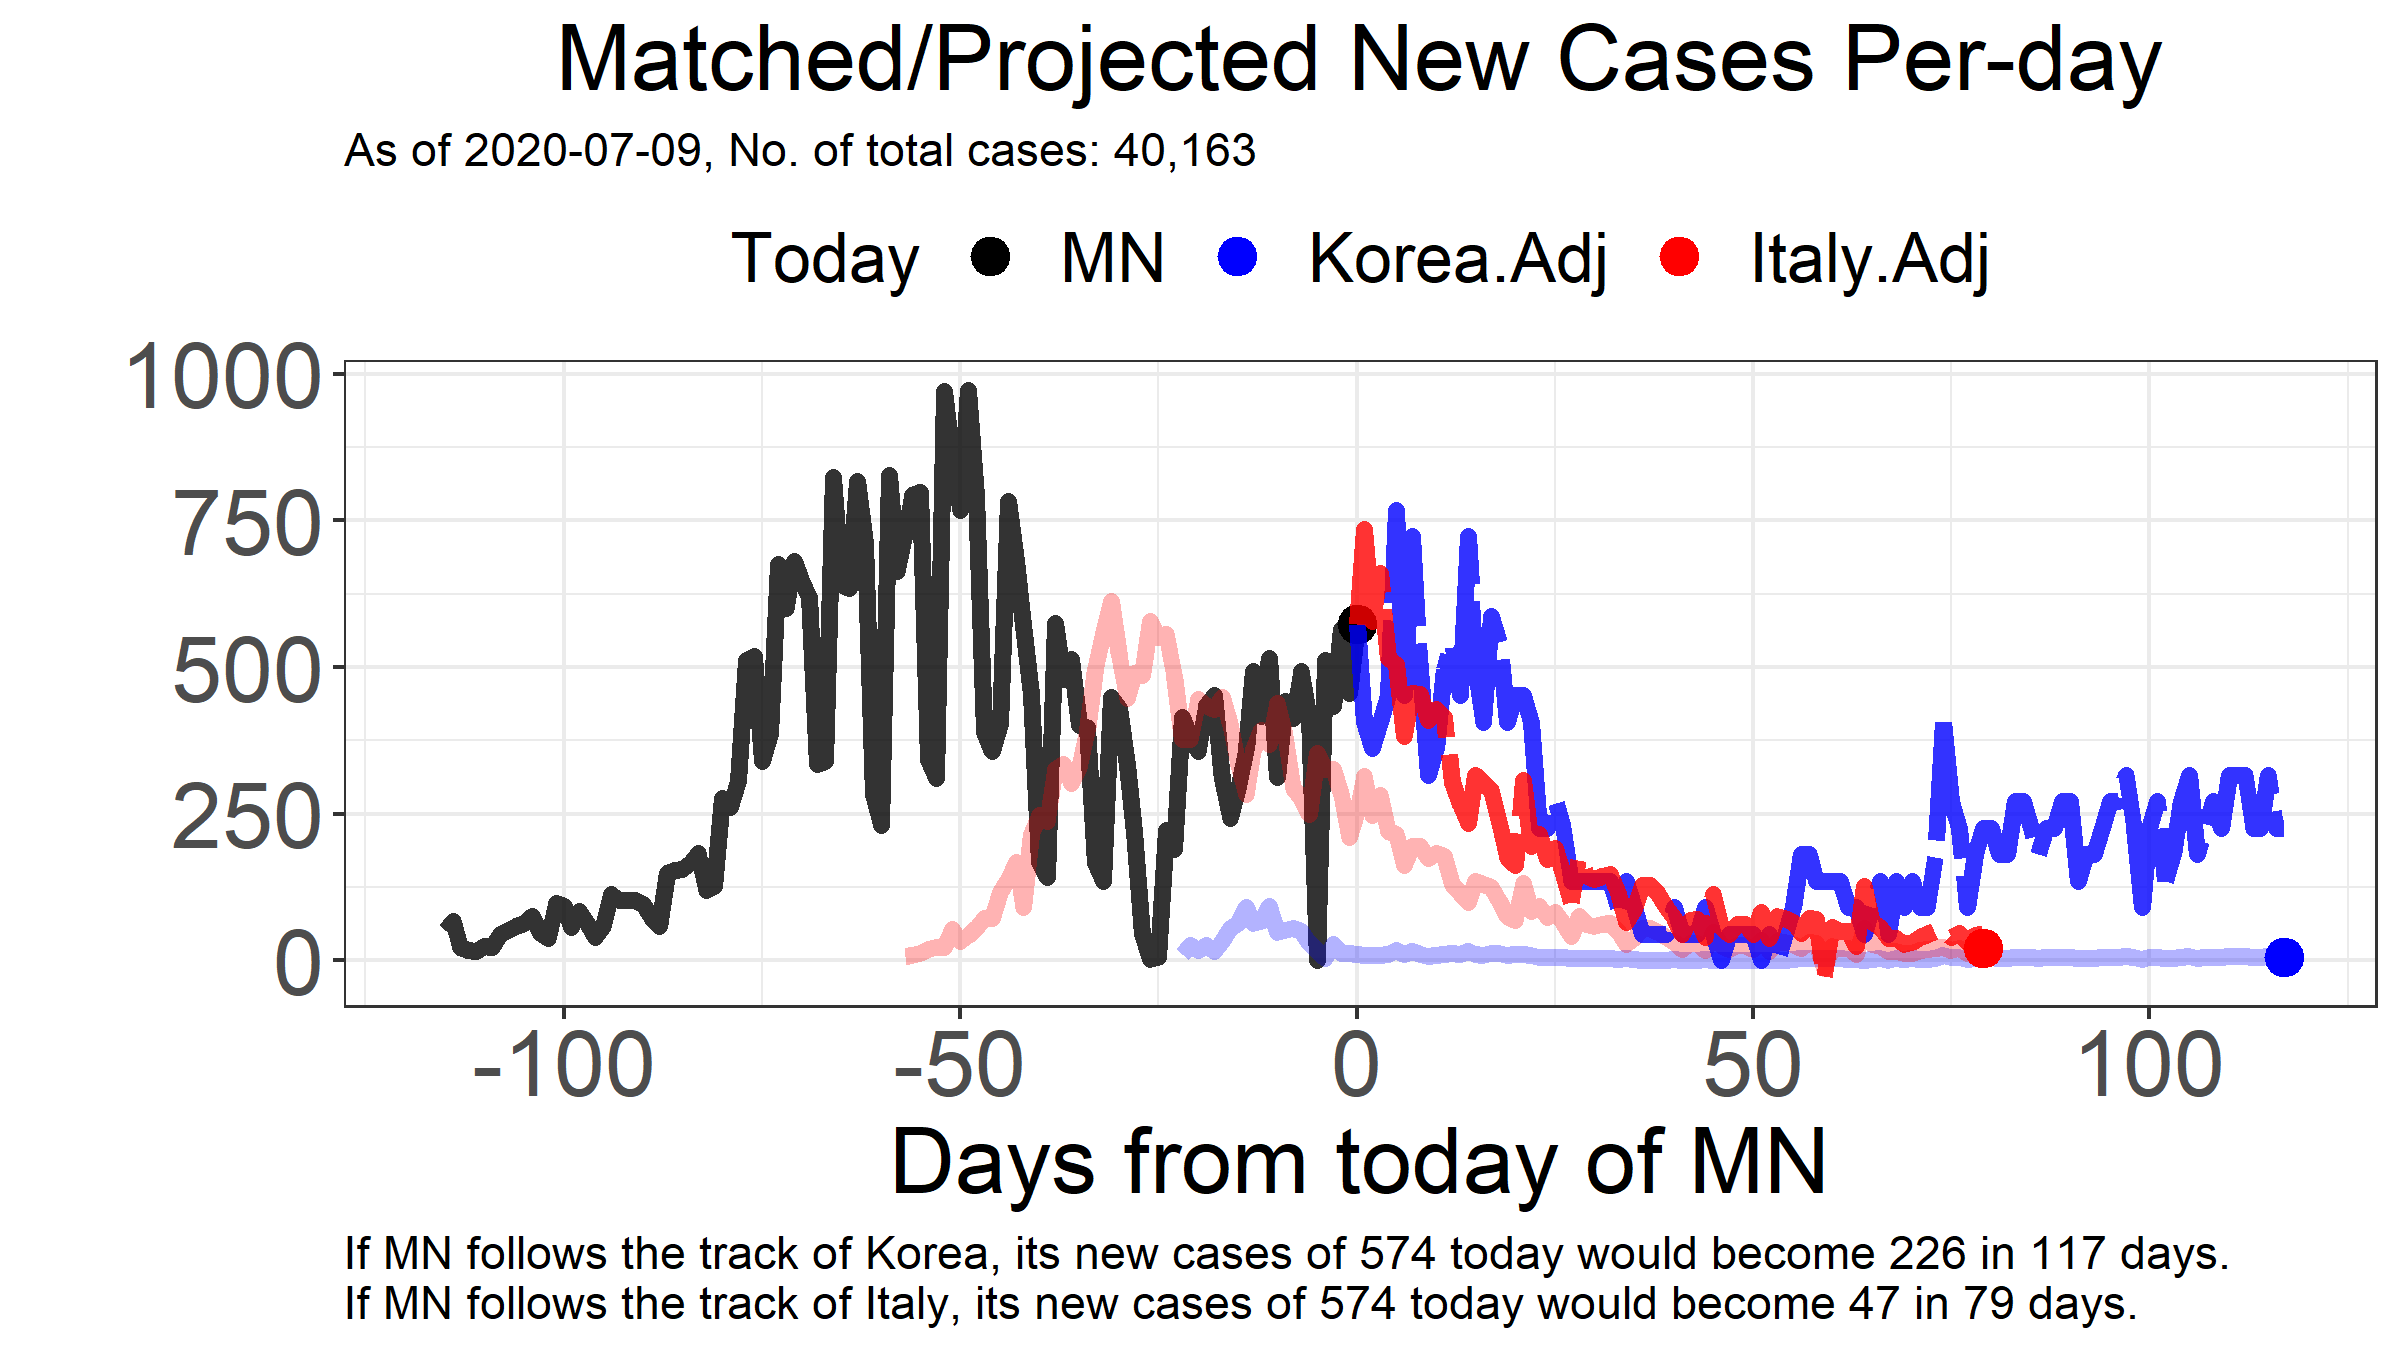 Matched/Projected New Cases Per-day
As of 2020-07-09, No. of total cases: 40,163
Today MN Korea.Adj Italy.Adj
1000
750
500
250
0
-100 -50 0 50 100
Days from today of MN
If MN follows the track of Korea, its new cases of 574 today would become 226 in 117 days.
If MN follows the track of Italy, its new cases of 574 today would become 47 in 79 days.